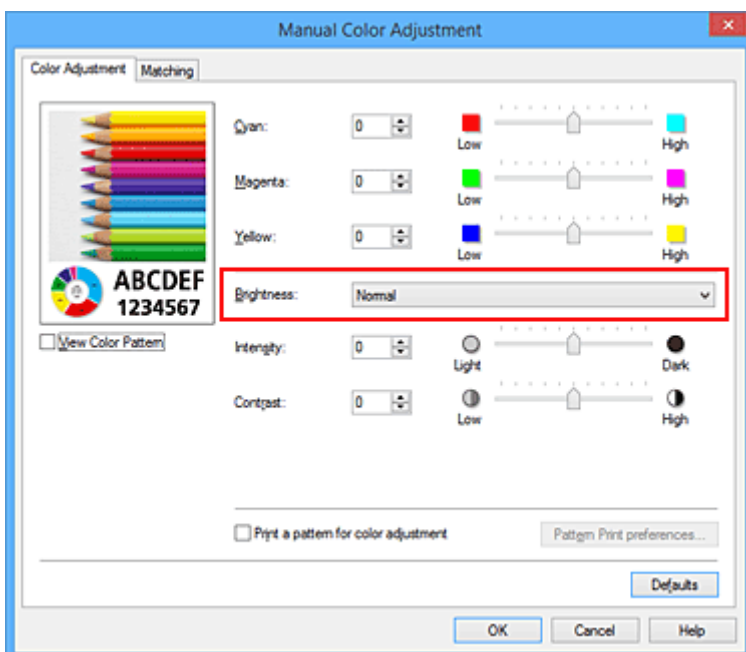 Manual Color Adjustment
Color Adjustment
Matching
Cyan: 0 Low High
Magenta: 0 Low High
Yellow: 0 Low High
ABCDEF
1234567
Brightness: Normal
View Color Pattern
Intensity: 0 Light Dark
Contrast: 0 Low High
Print a pattern for color adjustment
Pattern Print preferences...
Defaults
OK Cancel Help